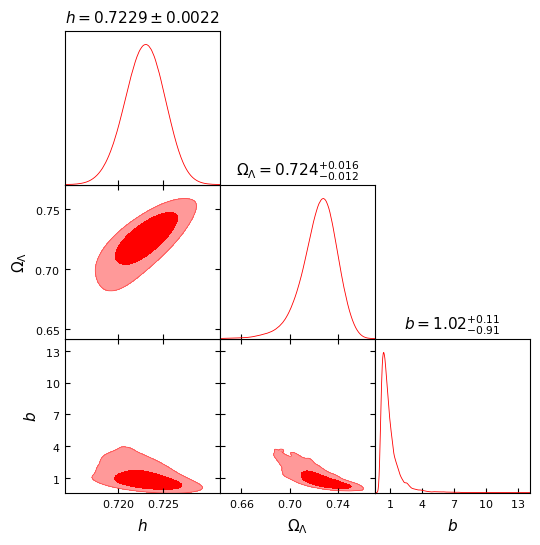 h = 0.7229 ± 0.0022
Ω_Λ = 0.724^{+0.016}_{-0.012}
0.75
0.70
0.65
Ω_Λ
b = 1.02^{+0.11}_{-0.91}
13
10
7
4
1
b
0.720 0.725
0.66 0.70 0.74
1 4 7 10 13
h
Ω_Λ
b